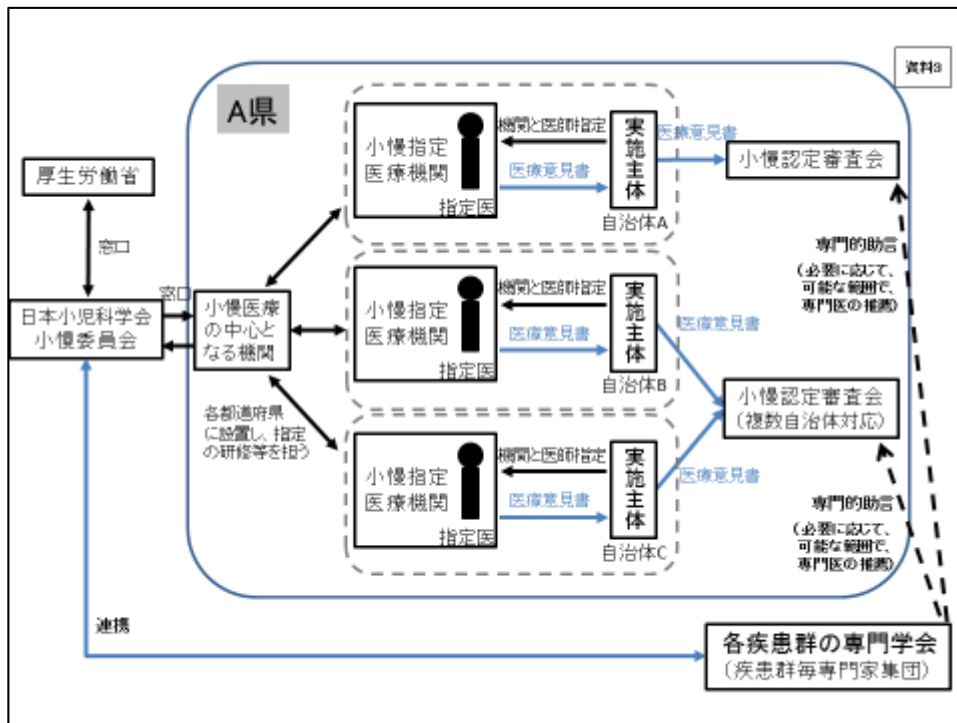 資料3
A県
厚生労働省
窓口
日本小児科学会
小慢委員会
窓口
小慢医療
の中心と
なる機関
各都道府県
に設置し、指定
の研修等を担う
小慢指定
医療機関
指定医
機関と医師指定
医療意見書
実施主体
自治体A
医療意見書
小慢認定審査会
小慢指定
医療機関
指定医
機関と医師指定
医療意見書
実施主体
自治体B
医療意見書
小慢指定
医療機関
指定医
機関と医師指定
医療意見書
実施主体
自治体C
医療意見書
小慢認定審査会
(複数自治体対応)
専門的助言
(必要に応じて、
可能な範囲で、
専門医の推薦)
専門的助言
(必要に応じて、
可能な範囲で、
専門医の推薦)
連携
各疾患群の専門学会
(疾患群毎専門家集団)